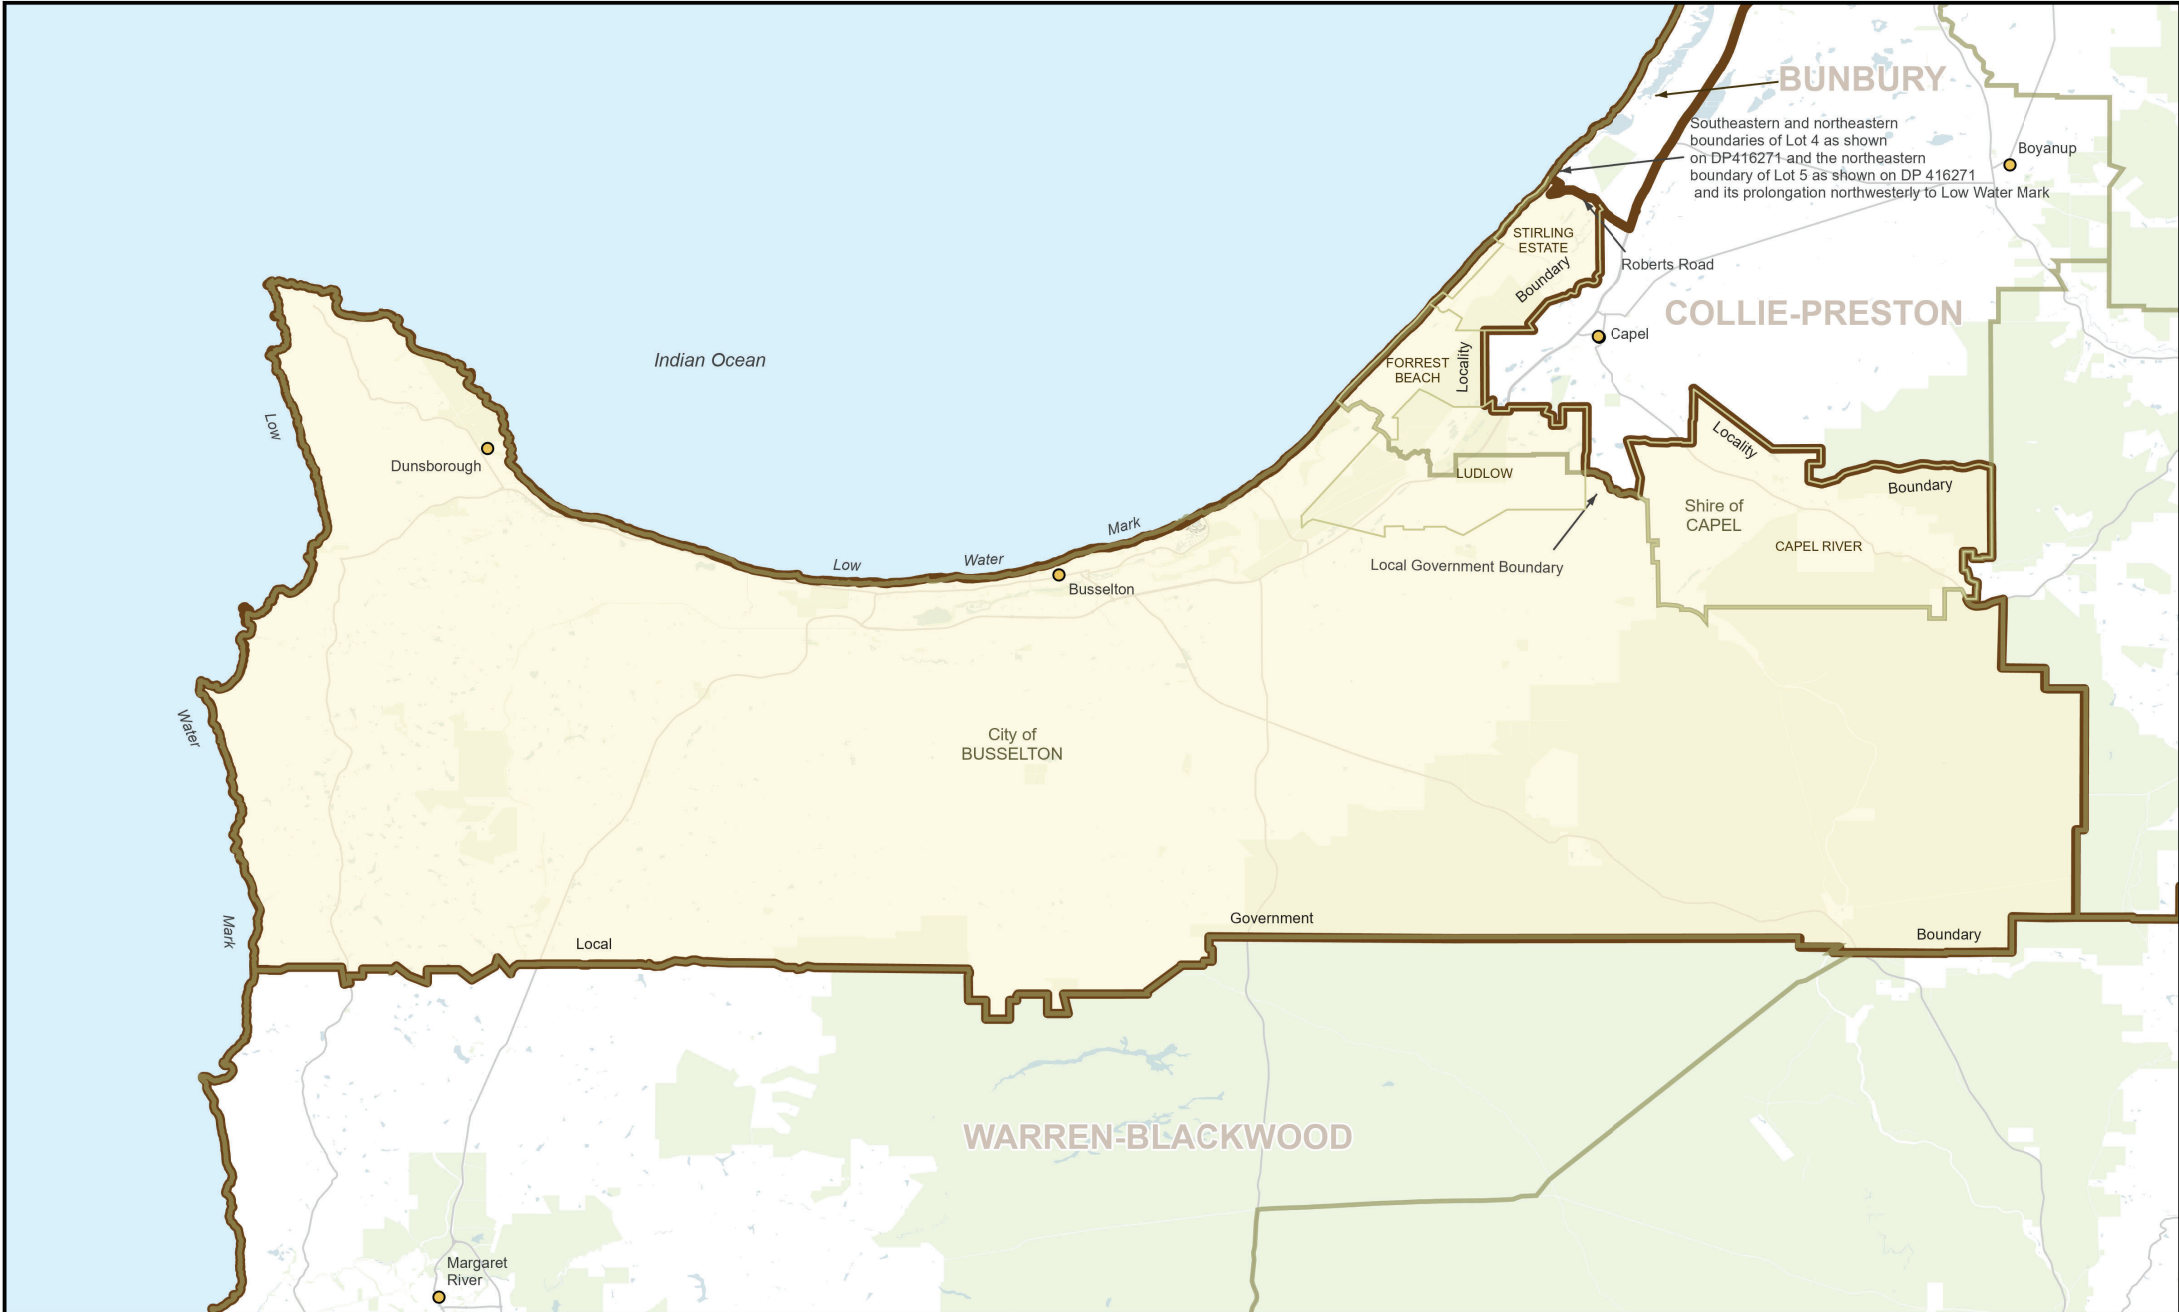 BUNBURY
Southeastern and northeastern
boundaries of Lot 4 as shown
on DP416271 and the northeastern
boundary of Lot 5 as shown on DP 416271
and its prolongation northwesterly to Low Water Mark
Boyanup
STIRLING
ESTATE
Boundary
Roberts Road
COLLIE-PRESTON
Capel
Indian Ocean
FORREST
BEACH
Locality
Low
Dunsborough
Locality
LUDLOW
Boundary
Shire of
CAPEL
CAPEL RIVER
Mark
Water
Low
Local Government Boundary
Busselton
Water
City of
BUSSELTON
Mark
Local
Government
Boundary
WARREN-BLACKWOOD
Margaret
River